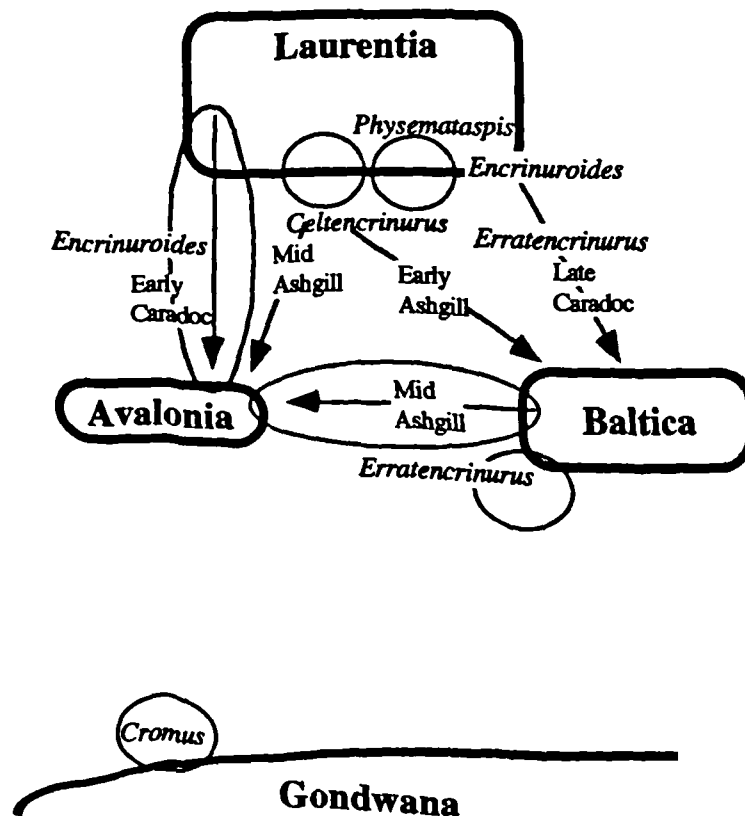 Laurentia
Physemataspis
Encrinuroides
Celtencrinurus
Encrinuroides
Erratencrinurus
Mid
Ashgill
Early
Ashgill
Late
Caradoc
Early
Caradoc
Mid
Ashgill
Avalonia
Baltica
Erratencrinurus
Cromus
Gondwana